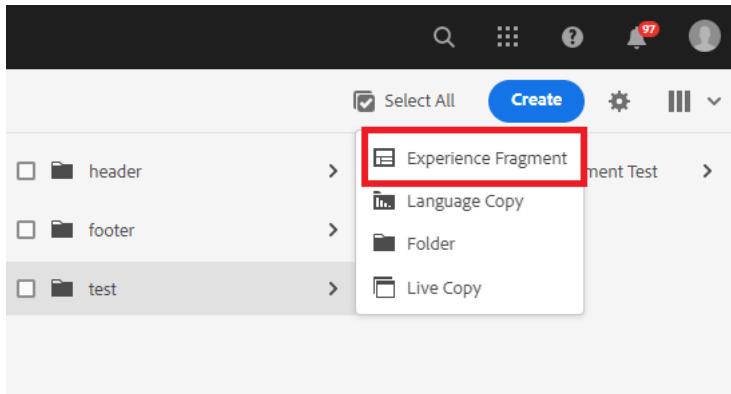 97
Select All
Create
header
Experience Fragment
ment Test
Language Copy
footer
Folder
test
Live Copy